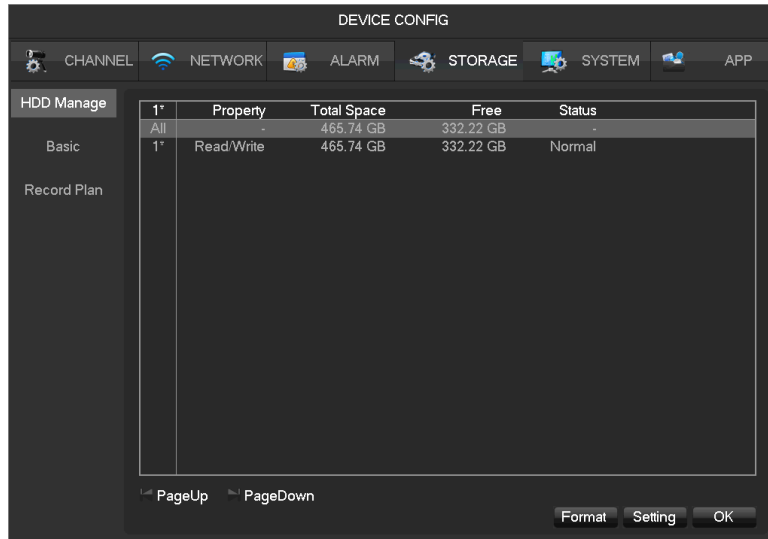 DEVICE CONFIG
CHANNEL NETWORK ALARM STORAGE SYSTEM APP
HDD Manage
Basic
Record Plan
1* Property Total Space Free Status
All - 465.74 GB 332.22 GB -
1* Read/Write 465.74 GB 332.22 GB Normal
PageUp PageDown
Format Setting OK